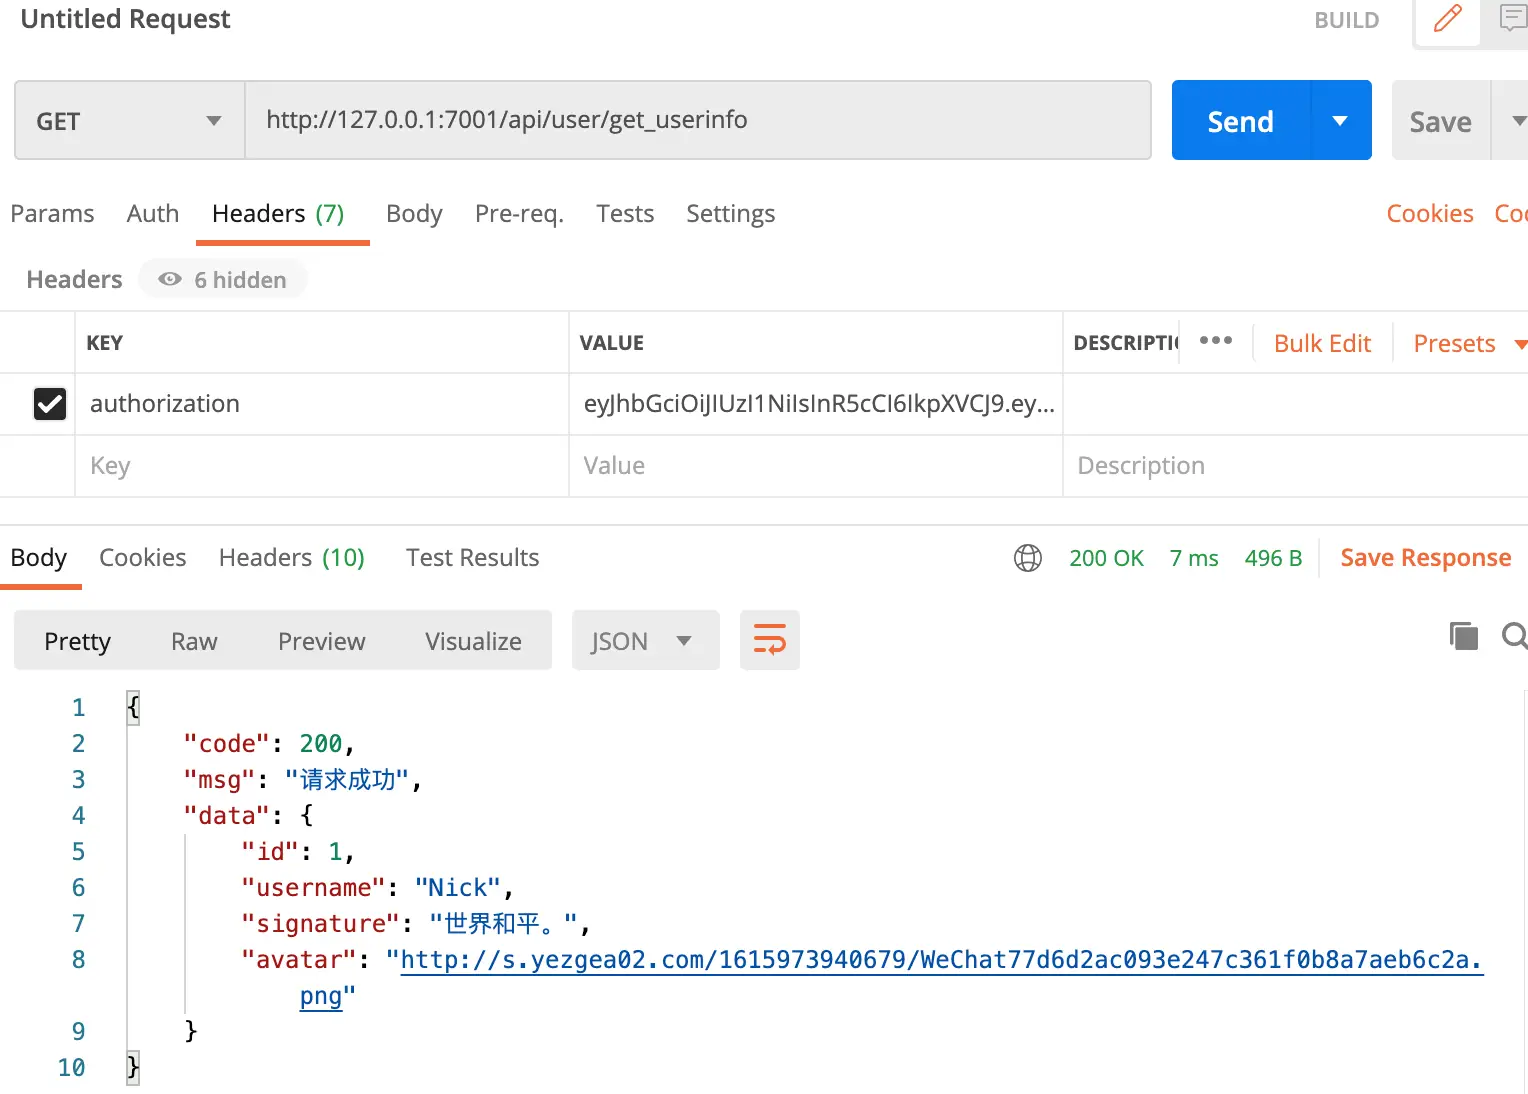 Untitled Request
BUILD
GET
http://127.0.0.1:7001/api/user/get_userinfo
Send
Save
Params Auth Headers (7) Body Pre-req. Tests Settings
Cookies Coo
Headers 6 hidden
KEY VALUE DESCRIPTI ••• Bulk Edit Presets
authorization eyJhbGciOiJIUzI1NiIsInR5cCI6IkpXVCJ9.ey...
Key Value Description
Body Cookies Headers (10) Test Results
200 OK 7 ms 496 B Save Response
Pretty Raw Preview Visualize JSON
1 {
2 "code": 200,
3 "msg": "请求成功",
4 "data": {
5 "id": 1,
6 "username": "Nick",
7 "signature": "世界和平。",
8 "avatar": "http://s.yezgea02.com/1615973940679/WeChat77d6d2ac093e247c361f0b8a7aeb6c2a.
png"
9 }
10 }